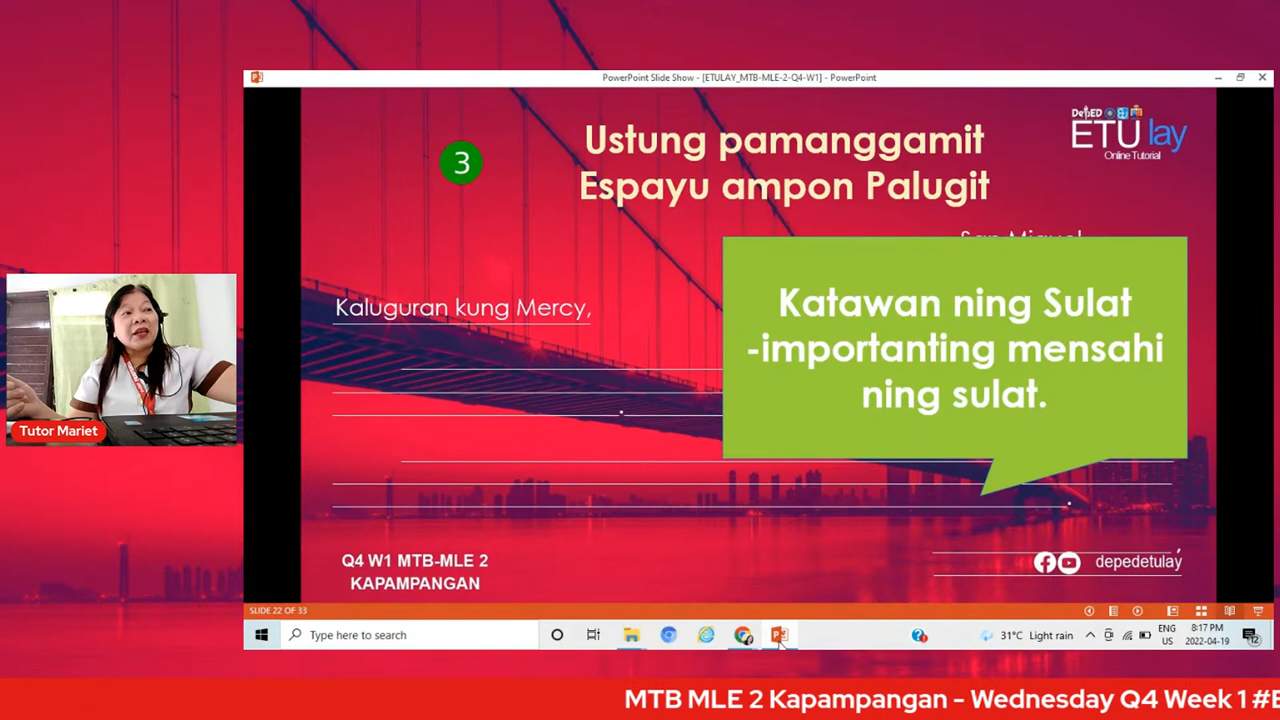 PowerPoint Slide Show - [ETULAY_MTB-MLE-2-Q4-W1] - PowerPoint
3
Ustung pamanggamit
Espayu ampon Palugit
DepED
ETUlay
Online Tutorial
Kaluguran kung Mercy,
Katawan ning Sulat
-importanting mensahi
ning sulat.
Tutor Mariet
Q4 W1 MTB-MLE 2
KAPAMPANGAN
depedetulay
SLIDE 22 OF 33
Type here to search
31°C Light rain
ENG
US
8:17 PM
2022-04-19
12
MTB MLE 2 Kapampangan - Wednesday Q4 Week 1 #E